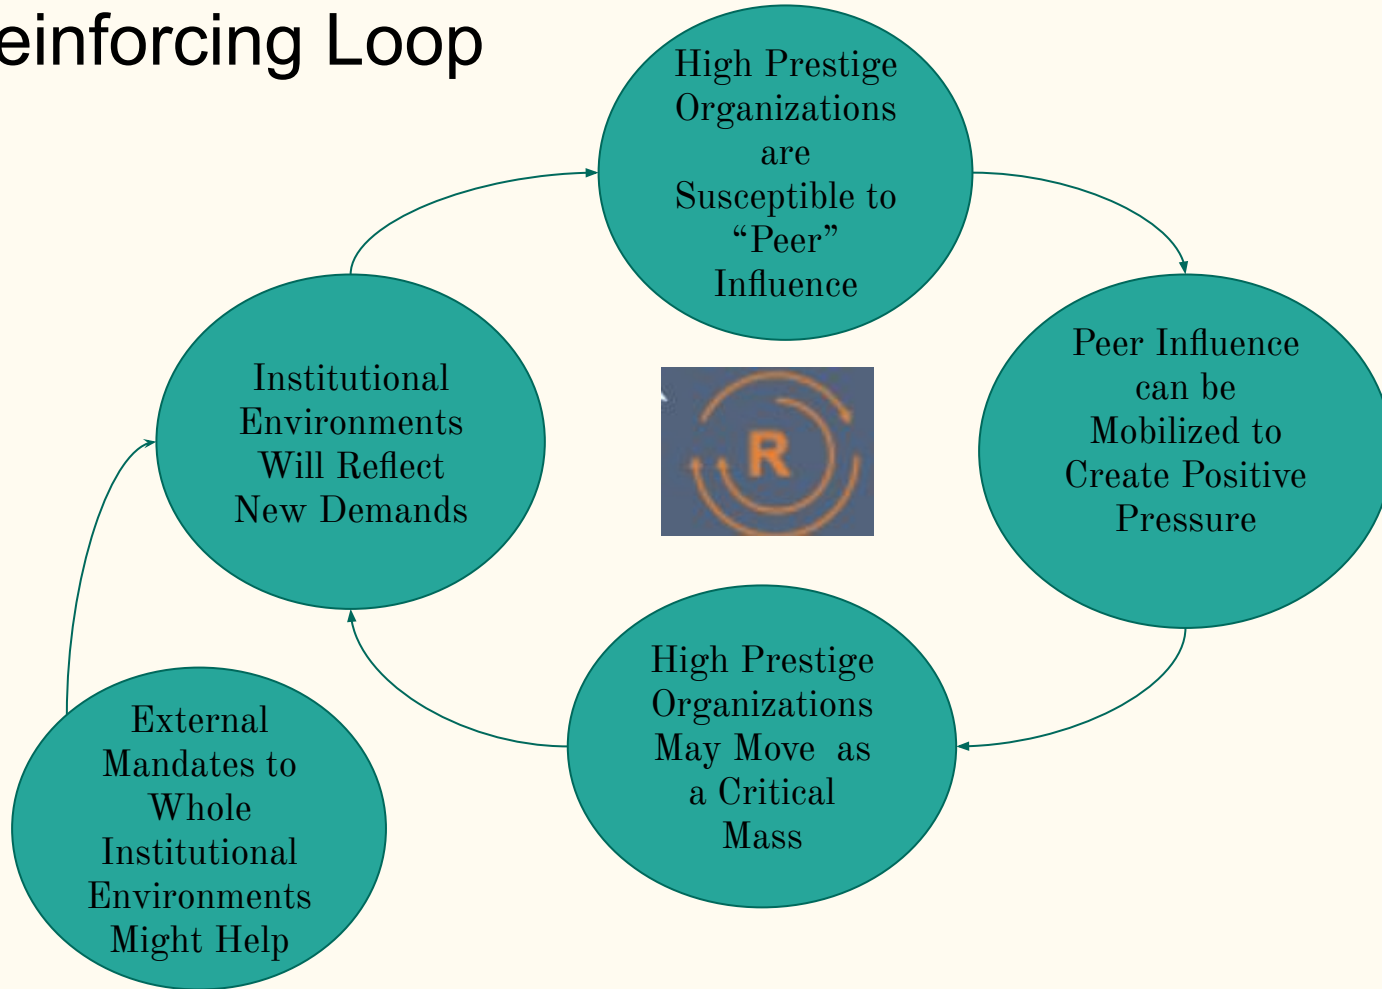 einforcing Loop
High Prestige
Organizations
are
Susceptible to
“Peer”
Influence
Peer Influence
can be
Mobilized to
Create Positive
Pressure
High Prestige
Organizations
May Move  as
a Critical
Mass
Institutional
Environments
Will Reflect
New Demands
External
Mandates to
Whole
Institutional
Environments
Might Help
R